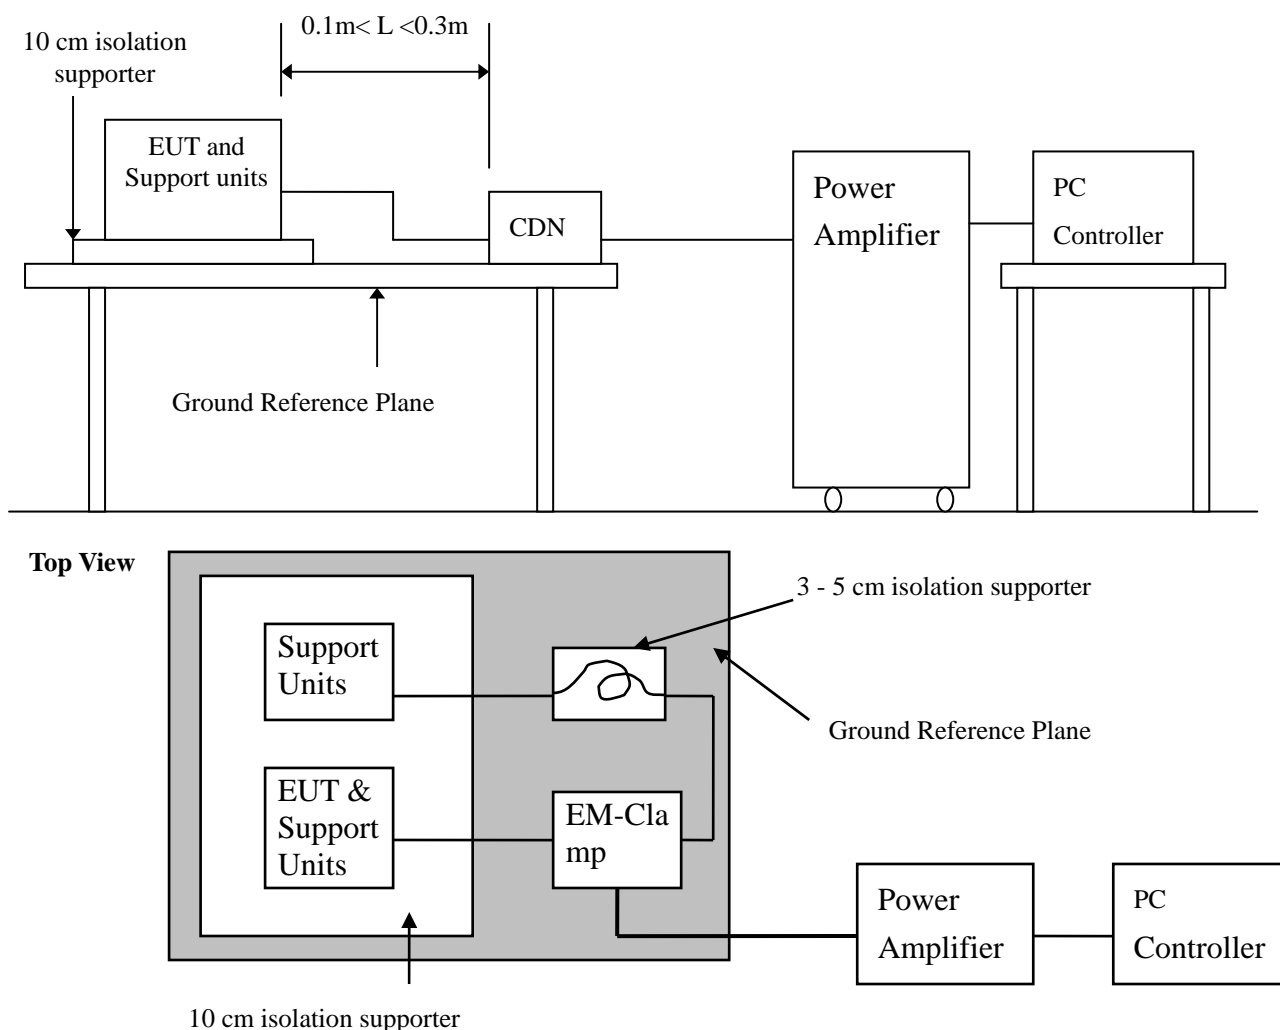 0.1m< L <0.3m
10 cm isolation
supporter
EUT and
Support units
CDN
Power
Amplifier
PC
Controller
Ground Reference Plane
Top View
3 - 5 cm isolation supporter
Support
Units
Ground Reference Plane
EUT &
Support
Units
EM-Cla
mp
Power
Amplifier
PC
Controller
10 cm isolation supporter